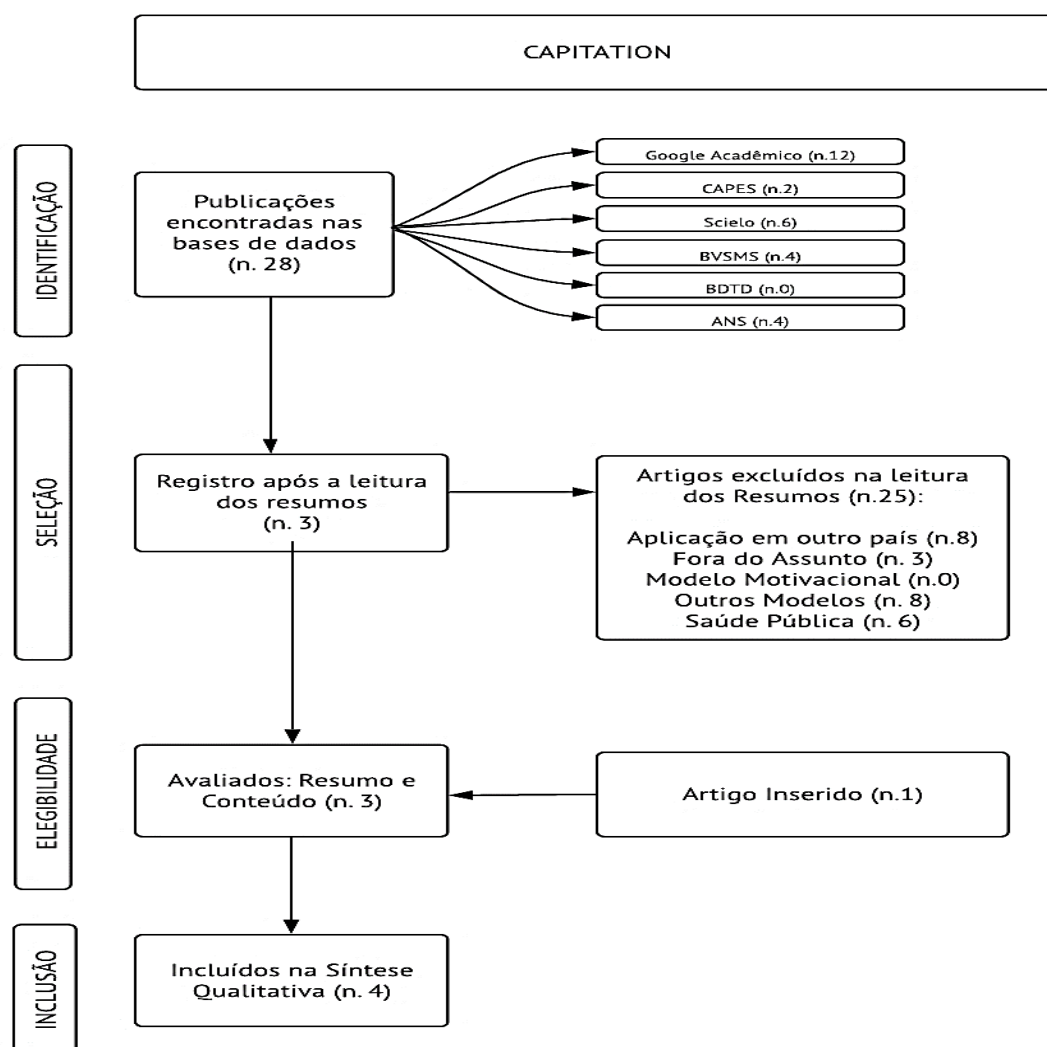 CAPITATION
IDENTIFICAÇÃO
Publicações
encontradas nas
bases de dados
(n. 28)
Google Acadêmico (n.12)
CAPES (n.2)
Scielo (n.6)
BVSMS (n.4)
BDTD (n.0)
ANS (n.4)
SELEÇÃO
Registro após a leitura
dos resumos
(n. 3)
Artigos excluídos na leitura
dos Resumos (n.25):
Aplicação em outro país (n.8)
Fora do Assunto (n. 3)
Modelo Motivacional (n.0)
Outros Modelos (n. 8)
Saúde Pública (n. 6)
ELEGIBILIDADE
Avaliados: Resumo e
Conteúdo (n. 3)
Artigo Inserido (n.1)
INCLUSÃO
Incluídos na Síntese
Qualitativa (n. 4)